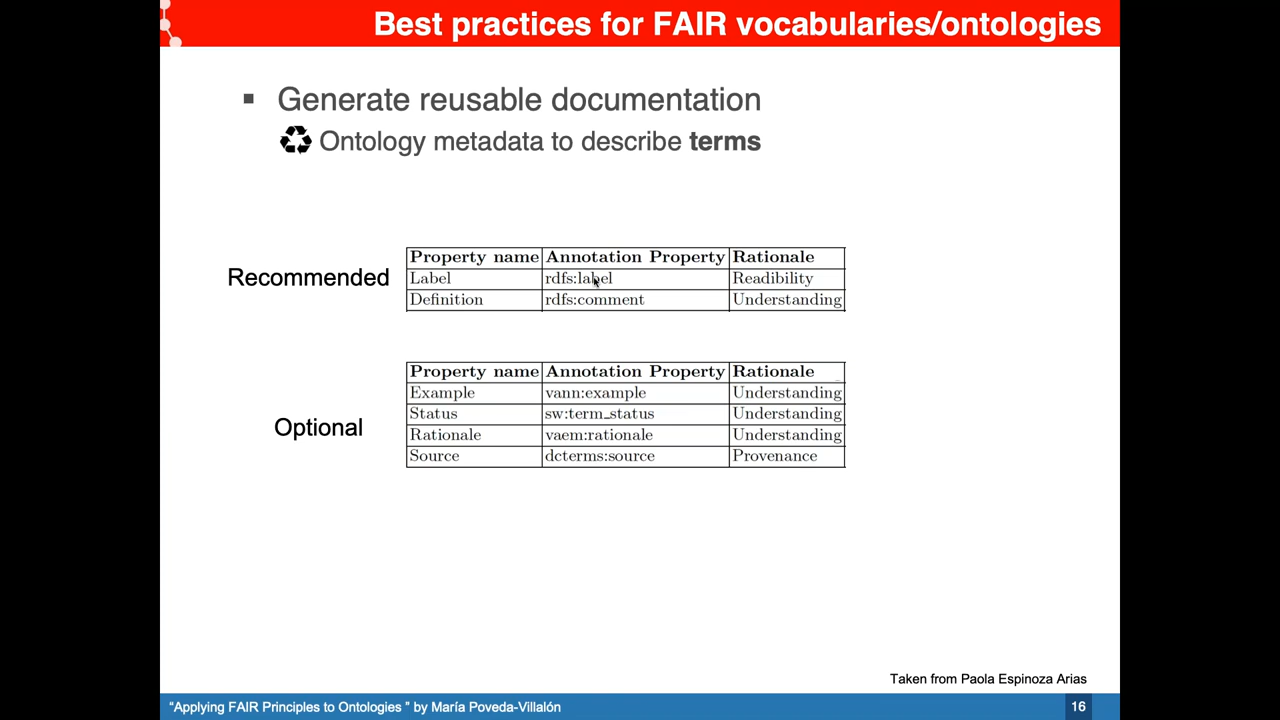 Best practices for FAIR vocabularies/ontologies
Generate reusable documentation
Ontology metadata to describe terms
Recommended
Property name Annotation Property Rationale
Label rdfs:label Readibility
Definition rdfs:comment Understanding
Optional
Property name Annotation Property Rationale
Example vann:example Understanding
Status sw:term_status Understanding
Rationale vaem:rationale Understanding
Source dcterms:source Provenance
Taken from Paola Espinoza Arias
“Applying FAIR Principles to Ontologies ” by María Poveda-Villalón 16